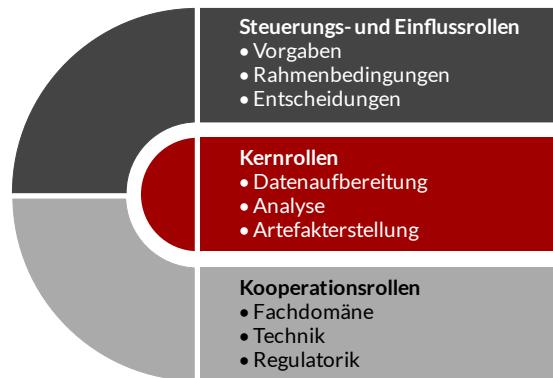 Steuerungs- und Einflussrollen
• Vorgaben
• Rahmenbedingungen
• Entscheidungen
Kernrollen
• Datenaufbereitung
• Analyse
• Artefakterstellung
Kooperationsrollen
• Fachdomäne
• Technik
• Regulatorik